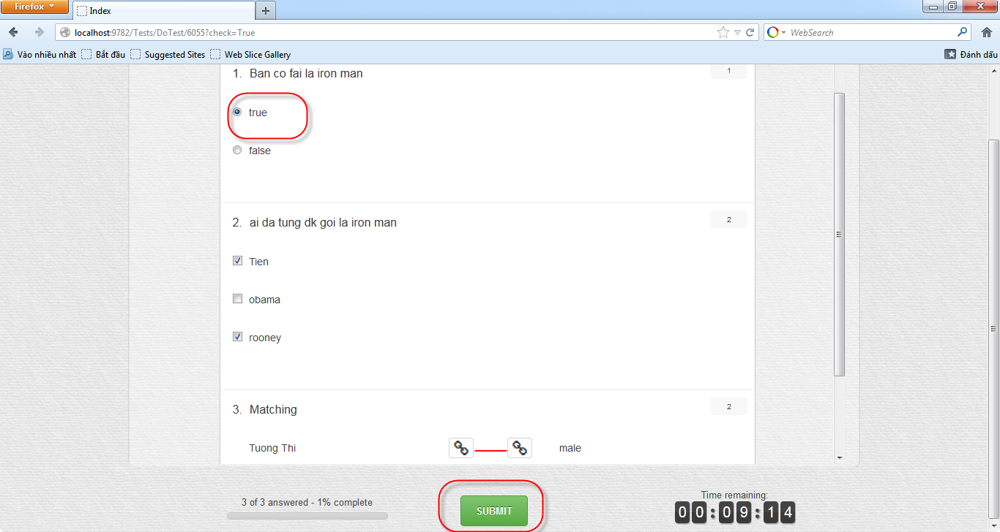 Firefox
Index
localhost:9782/Tests/DoTest/6055?check=True
WebSearch
Vào nhiều nhất
Bắt đầu
Suggested Sites
Web Slice Gallery
Đánh dấu
1. Ban co fai la iron man
1
true
false
2. ai da tung dk goi la iron man
2
Tien
obama
rooney
3. Matching
2
Tuong Thi
male
3 of 3 answered - 1% complete
SUBMIT
Time remaining:
00:09:14